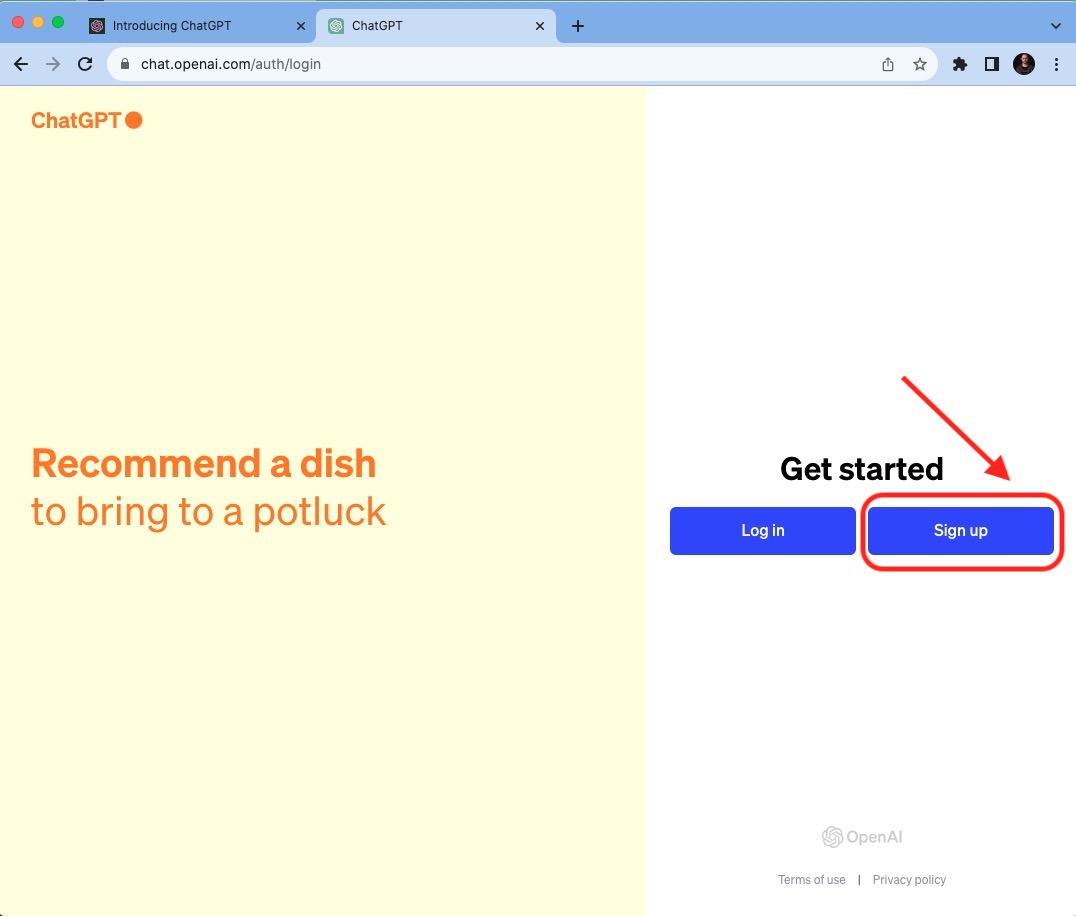 Introducing ChatGPT
ChatGPT
chat.openai.com/auth/login
ChatGPT
Recommend a dish
to bring to a potluck
Get started
Log in
Sign up
OpenAI
Terms of use | Privacy policy